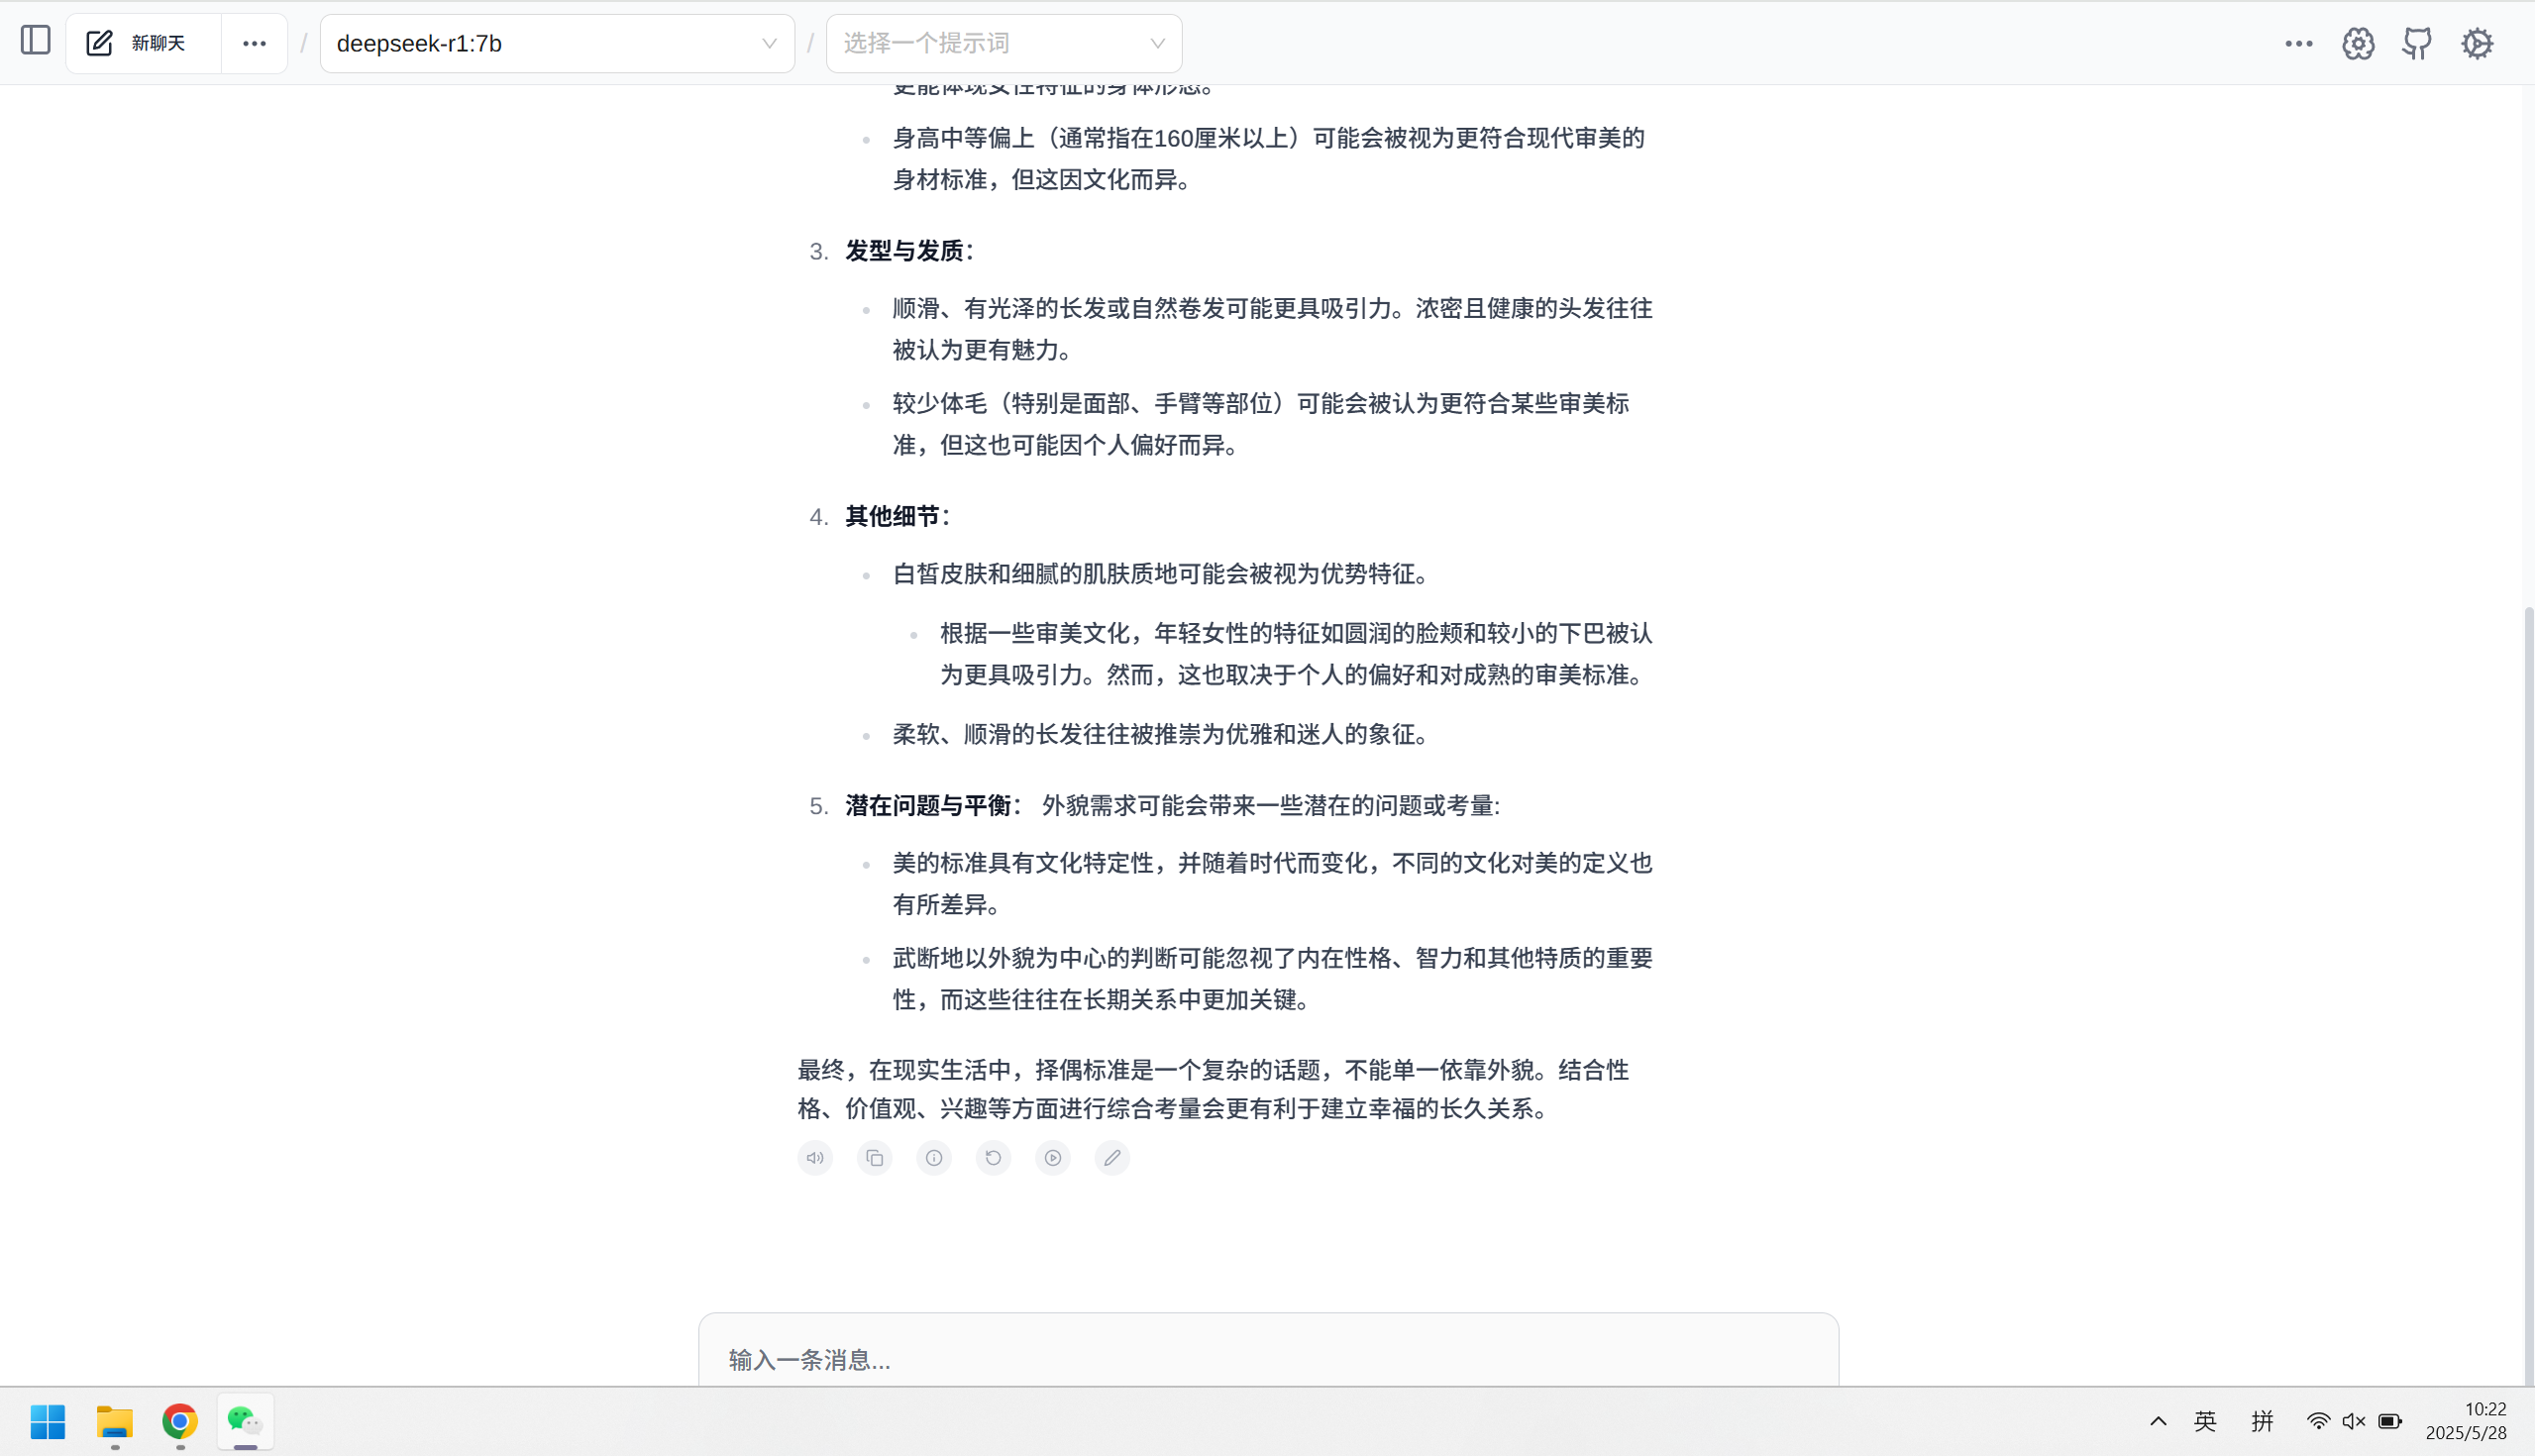 新聊天
/
deepseek-r1:7b
/
选择一个提示词
更能体现女性特征的身体形态。
身高中等偏上（通常指在160厘米以上）可能会被视为更符合现代审美的
身材标准，但这因文化而异。
3. 发型与发质：
顺滑、有光泽的长发或自然卷发可能更具吸引力。浓密且健康的头发往往
被认为更有魅力。
较少体毛（特别是面部、手臂等部位）可能会被认为更符合某些审美标
准，但这也可能因个人偏好而异。
4. 其他细节：
白皙皮肤和细腻的肌肤质地可能会被视为优势特征。
根据一些审美文化，年轻女性的特征如圆润的脸颊和较小的下巴被认
为更具吸引力。然而，这也取决于个人的偏好和对成熟的审美标准。
柔软、顺滑的长发往往被推崇为优雅和迷人的象征。
5. 潜在问题与平衡： 外貌需求可能会带来一些潜在的问题或考量:
美的标准具有文化特定性，并随着时代而变化，不同的文化对美的定义也
有所差异。
武断地以外貌为中心的判断可能忽视了内在性格、智力和其他特质的重要
性，而这些往往在长期关系中更加关键。
最终，在现实生活中，择偶标准是一个复杂的话题，不能单一依靠外貌。结合性
格、价值观、兴趣等方面进行综合考量会更有利于建立幸福的长久关系。
输入一条消息...
英
拼
10:22
2025/5/28